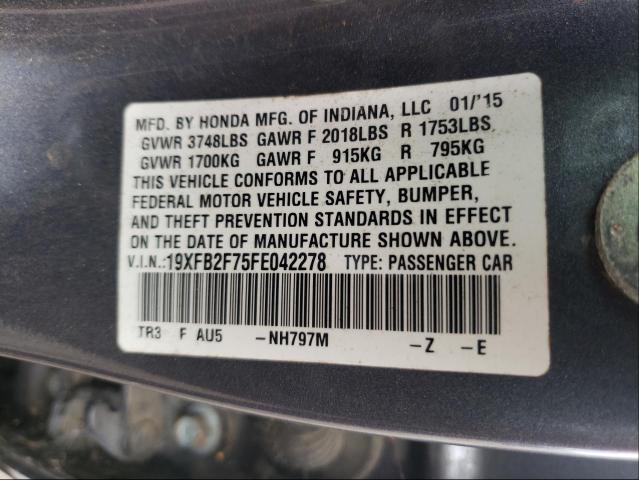 MFD. BY HONDA MFG. OF INDIANA, LLC 01/'15
GVWR 3748LBS GAWR F 2018LBS R 1753LBS
GVWR 1700KG GAWR F 915KG R 795KG
THIS VEHICLE CONFORMS TO ALL APPLICABLE
FEDERAL MOTOR VEHICLE SAFETY, BUMPER,
AND THEFT PREVENTION STANDARDS IN EFFECT
ON THE DATE OF MANUFACTURE SHOWN ABOVE.
V.I.N.:19XFB2F75FE042278 TYPE: PASSENGER CAR
TR3 F AU5 -NH797M -Z -E